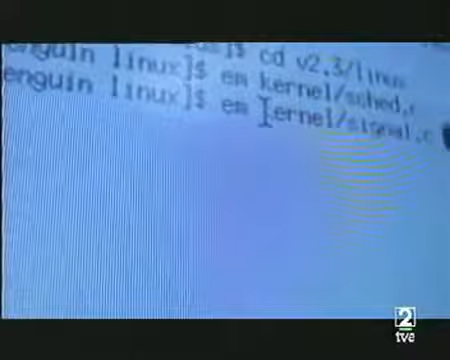 cd v2.3/linux
enguin linux]$ em kernel/sched.c
enguin linux]$ em kernel/signal.c
2
tve